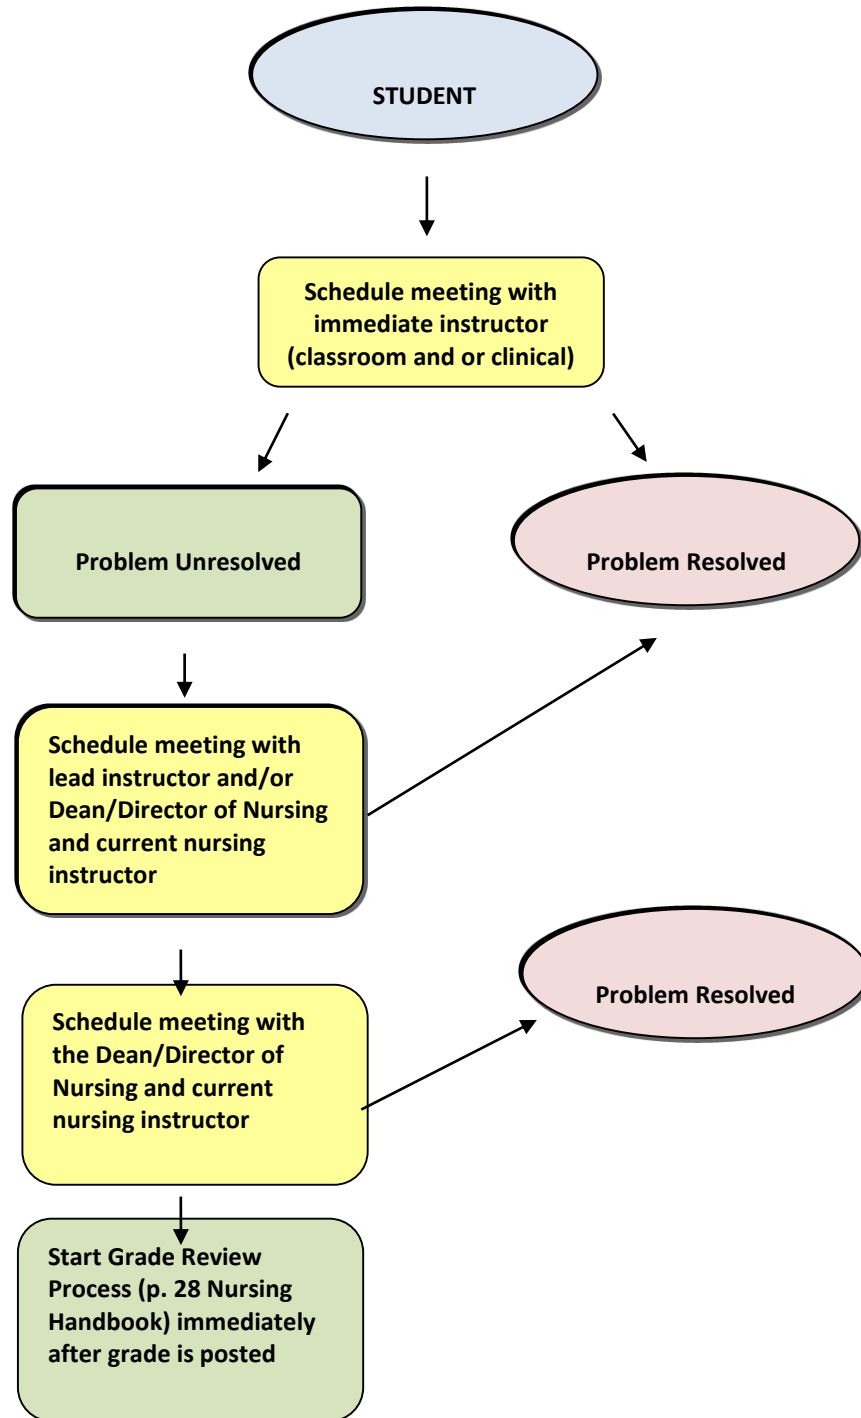 STUDENT
Schedule meeting with
immediate instructor
(classroom and or clinical)
Problem Unresolved
Problem Resolved
Schedule meeting with
lead instructor and/or
Dean/Director of Nursing
and current nursing
instructor
Problem Resolved
Schedule meeting with
the Dean/Director of
Nursing and current
nursing instructor
Start Grade Review
Process (p. 28 Nursing
Handbook) immediately
after grade is posted